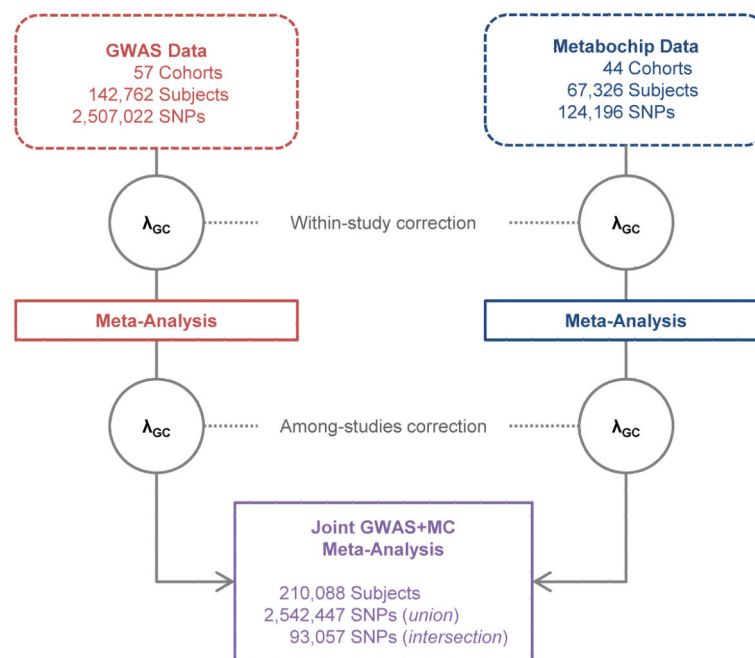 GWAS Data
57 Cohorts
142,762 Subjects
2,507,022 SNPs
Metabochip Data
44 Cohorts
67,326 Subjects
124,196 SNPs
λGC
Within-study correction
λGC
Meta-Analysis
Meta-Analysis
λGC
Among-studies correction
λGC
Joint GWAS+MC
Meta-Analysis
210,088 Subjects
2,542,447 SNPs (union)
93,057 SNPs (intersection)